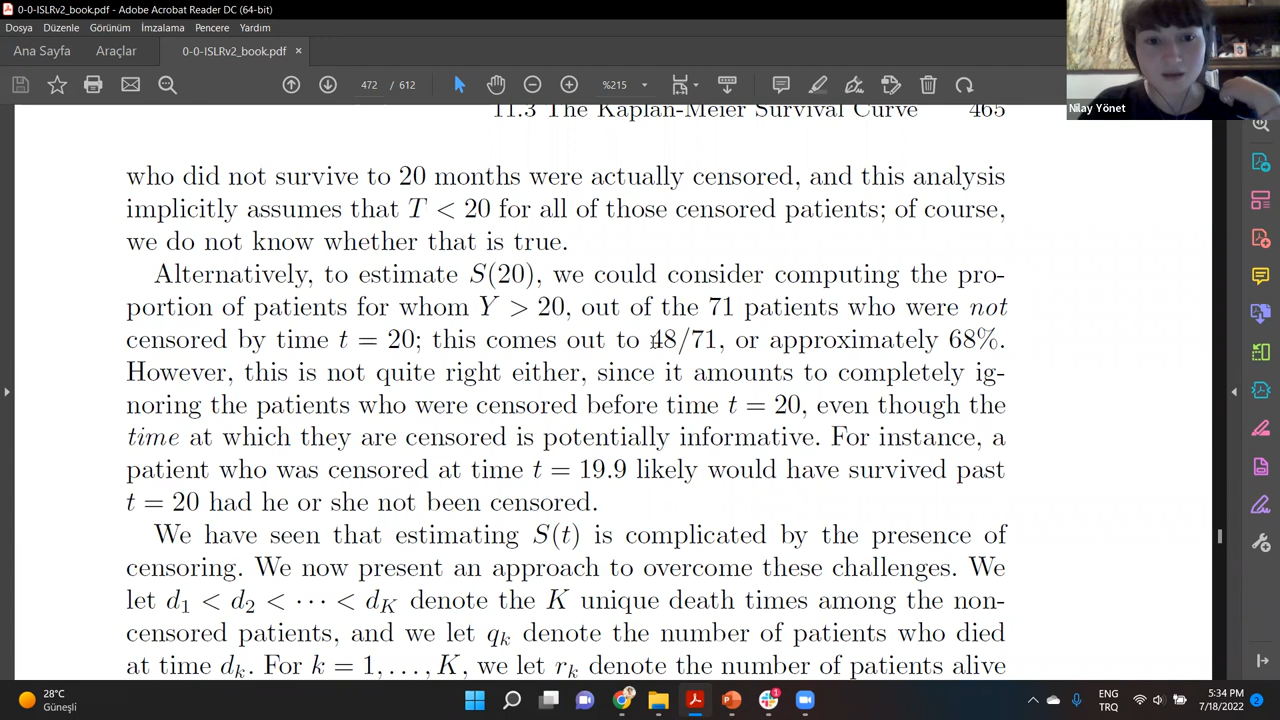 0-0-ISLRv2_book.pdf - Adobe Acrobat Reader DC (64-bit)
Dosya Düzenle Görünüm İmzalama Pencere Yardım
Ana Sayfa Araçlar 0-0-ISLRv2_book.pdf ×
472 / 612 %215
Nilay Yönet
11.3 The Kaplan-Meier Survival Curve 465
who did not survive to 20 months were actually censored, and this analysis
implicitly assumes that T < 20 for all of those censored patients; of course,
we do not know whether that is true.
Alternatively, to estimate S(20), we could consider computing the pro-
portion of patients for whom Y > 20, out of the 71 patients who were not
censored by time t = 20; this comes out to 48/71, or approximately 68%.
However, this is not quite right either, since it amounts to completely ig-
noring the patients who were censored before time t = 20, even though the
time at which they are censored is potentially informative. For instance, a
patient who was censored at time t = 19.9 likely would have survived past
t = 20 had he or she not been censored.
We have seen that estimating S(t) is complicated by the presence of
censoring. We now present an approach to overcome these challenges. We
let d₁ < d₂ < ⋯ < d_K denote the K unique death times among the non-
censored patients, and we let q_k denote the number of patients who died
at time d_k. For k = 1, . . . , K, we let r_k denote the number of patients alive
28°C
Güneşli
ENG
TRQ
5:34 PM
7/18/2022
2
1